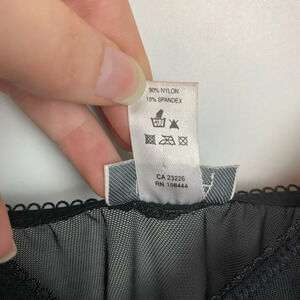 90% NYLON
10% SPANDEX
CA 23226
RN 108444